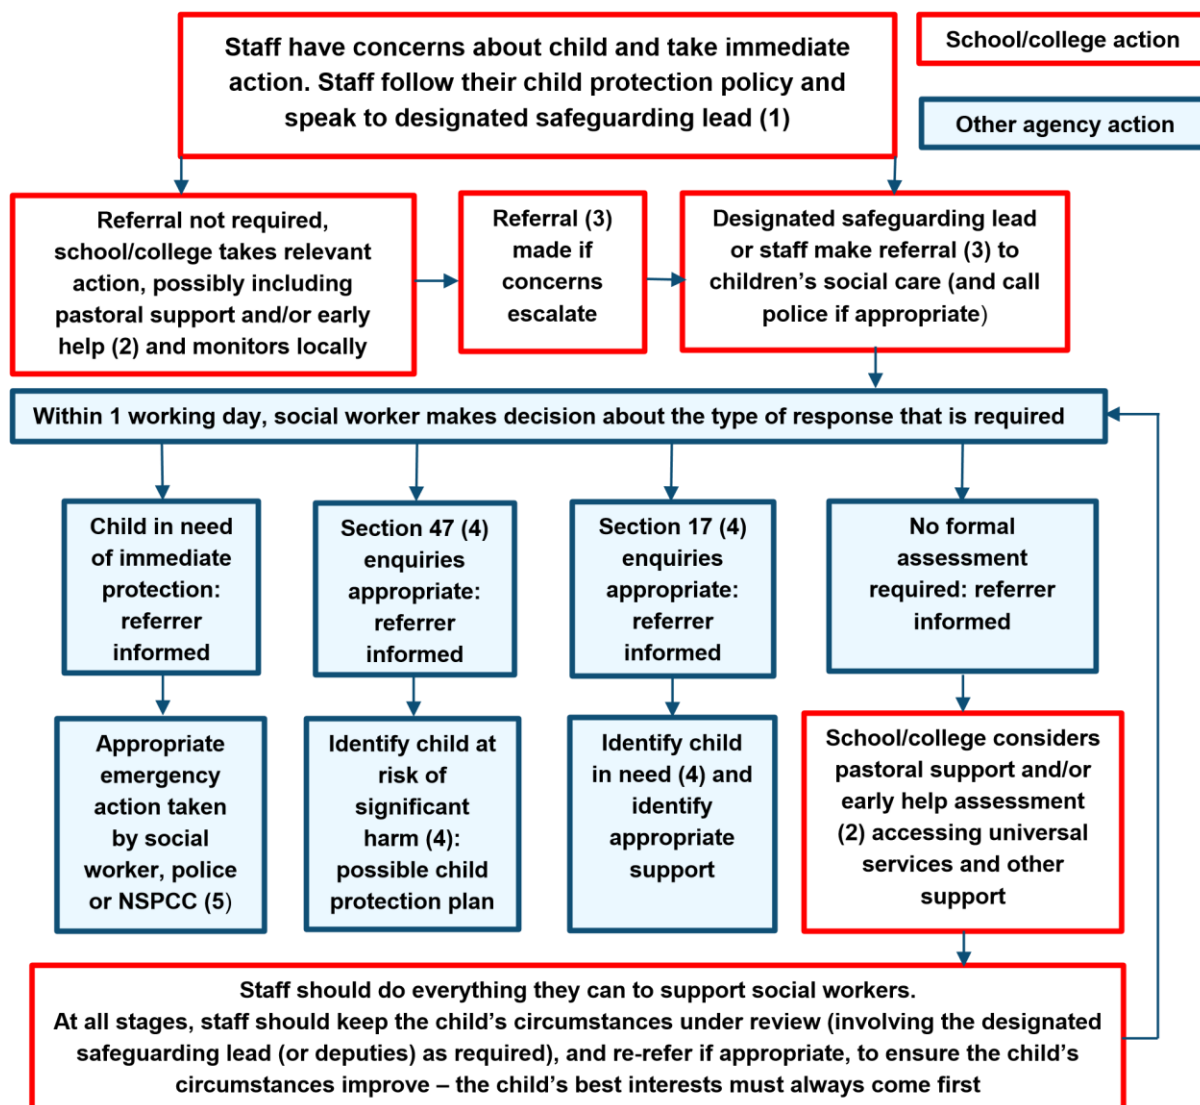 Staff have concerns about child and take immediate
action. Staff follow their child protection policy and
speak to designated safeguarding lead (1)
School/college action
Other agency action
Referral not required,
school/college takes relevant
action, possibly including
pastoral support and/or early
help (2) and monitors locally
Referral (3)
made if
concerns
escalate
Designated safeguarding lead
or staff make referral (3) to
children’s social care (and call
police if appropriate)
Within 1 working day, social worker makes decision about the type of response that is required
Child in need
of immediate
protection:
referrer
informed
Section 47 (4)
enquiries
appropriate:
referrer
informed
Section 17 (4)
enquiries
appropriate:
referrer
informed
No formal
assessment
required: referrer
informed
Appropriate
emergency
action taken
by social
worker, police
or NSPCC (5)
Identify child at
risk of
significant
harm (4):
possible child
protection plan
Identify child
in need (4) and
identify
appropriate
support
School/college considers
pastoral support and/or
early help assessment
(2) accessing universal
services and other
support
Staff should do everything they can to support social workers.
At all stages, staff should keep the child’s circumstances under review (involving the designated
safeguarding lead (or deputies) as required), and re-refer if appropriate, to ensure the child’s
circumstances improve – the child’s best interests must always come first